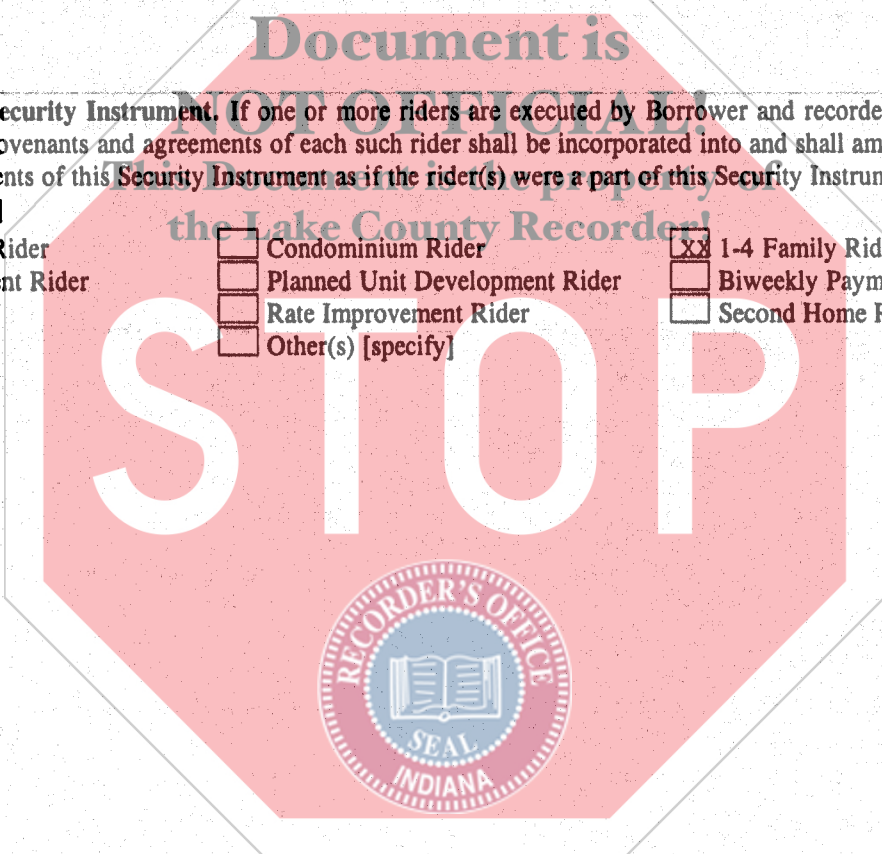 Document is
NOT OFFICIAL!
ecurity Instrument. If one or more riders are executed by Borrower and recorde
ovenants and agreements of each such rider shall be incorporated into and shall am
This Document is the property of
ents of this Security Instrument as if the rider(s) were a part of this Security Instrum
]
the Lake County Recorder!
Rider Condominium Rider XX 1-4 Family Rid
nt Rider Planned Unit Development Rider Biweekly Paym
Rate Improvement Rider Second Home R
Other(s) [specify]
STOP
RECORDER'S OFFICE
SEAL
INDIANA